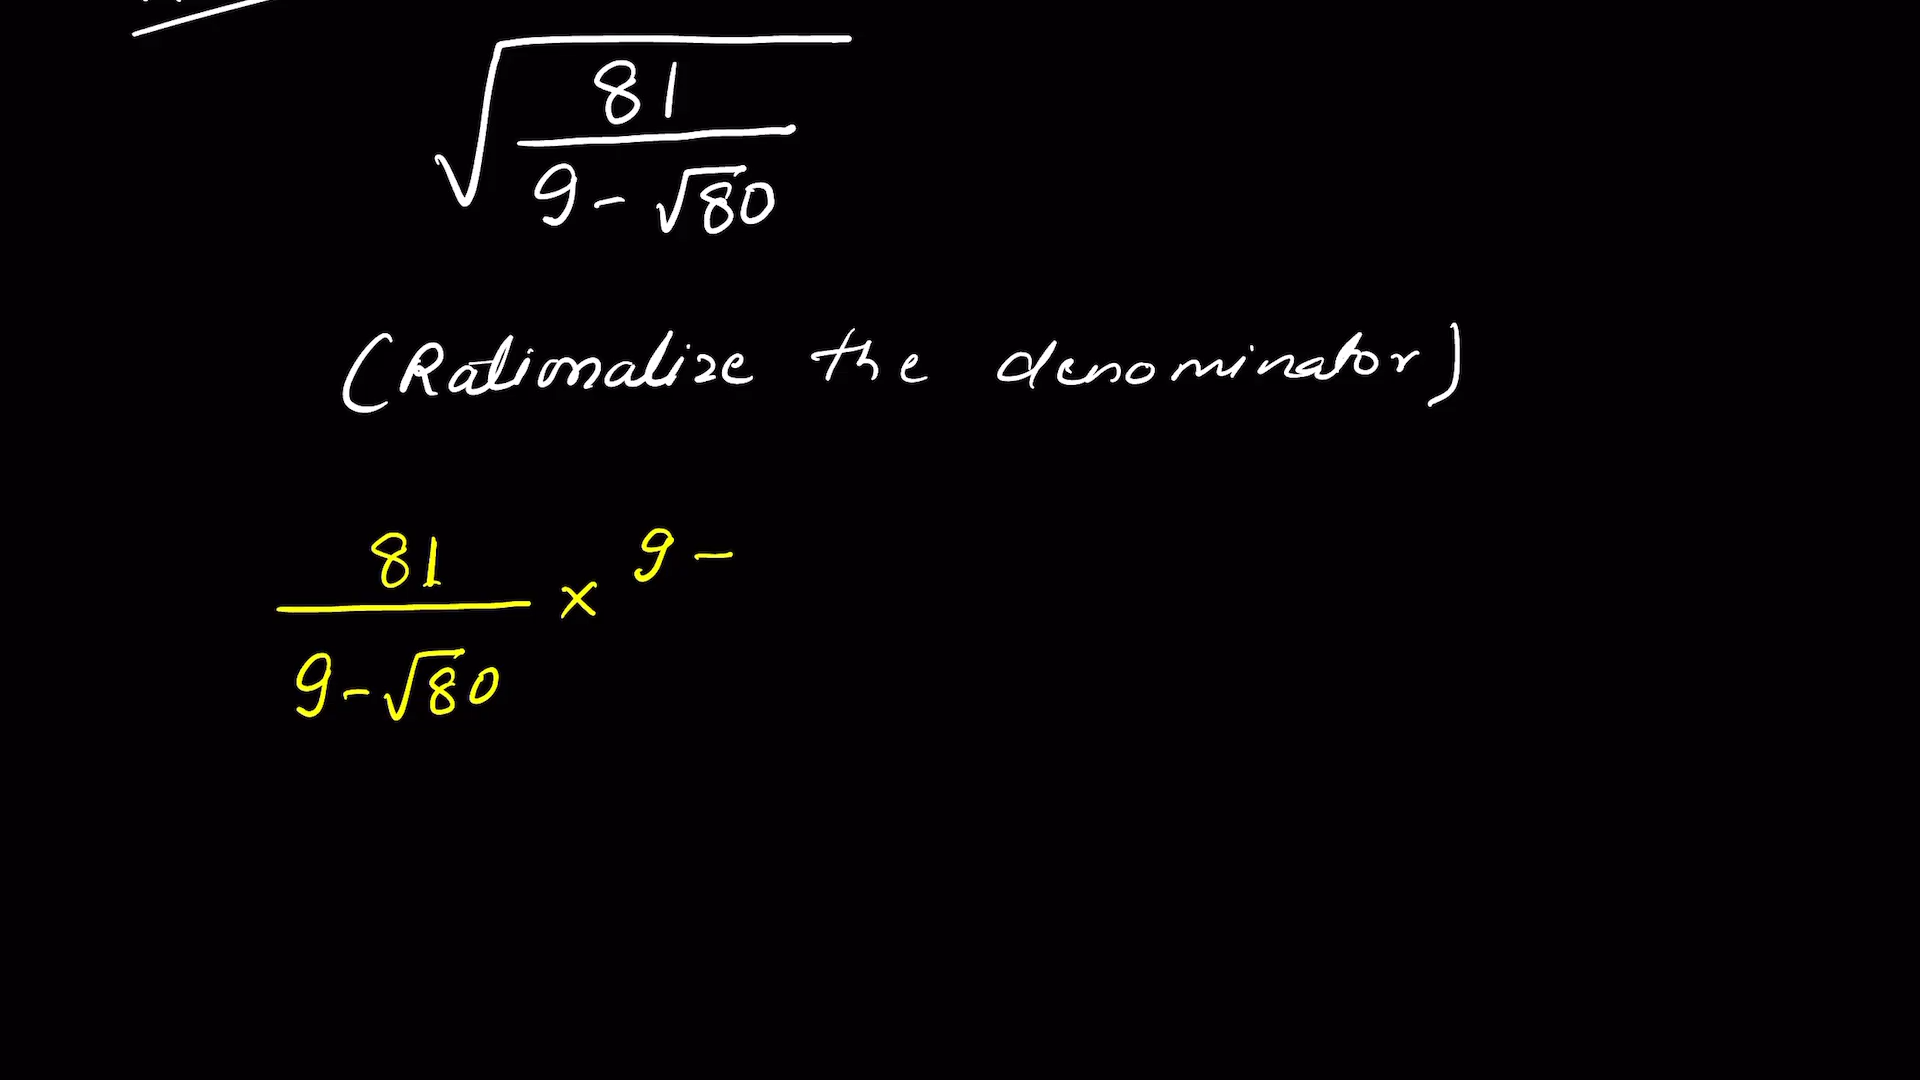 √(81/(9-√80))
(Rationalize the denominator)
81/(9-√80) × 9-